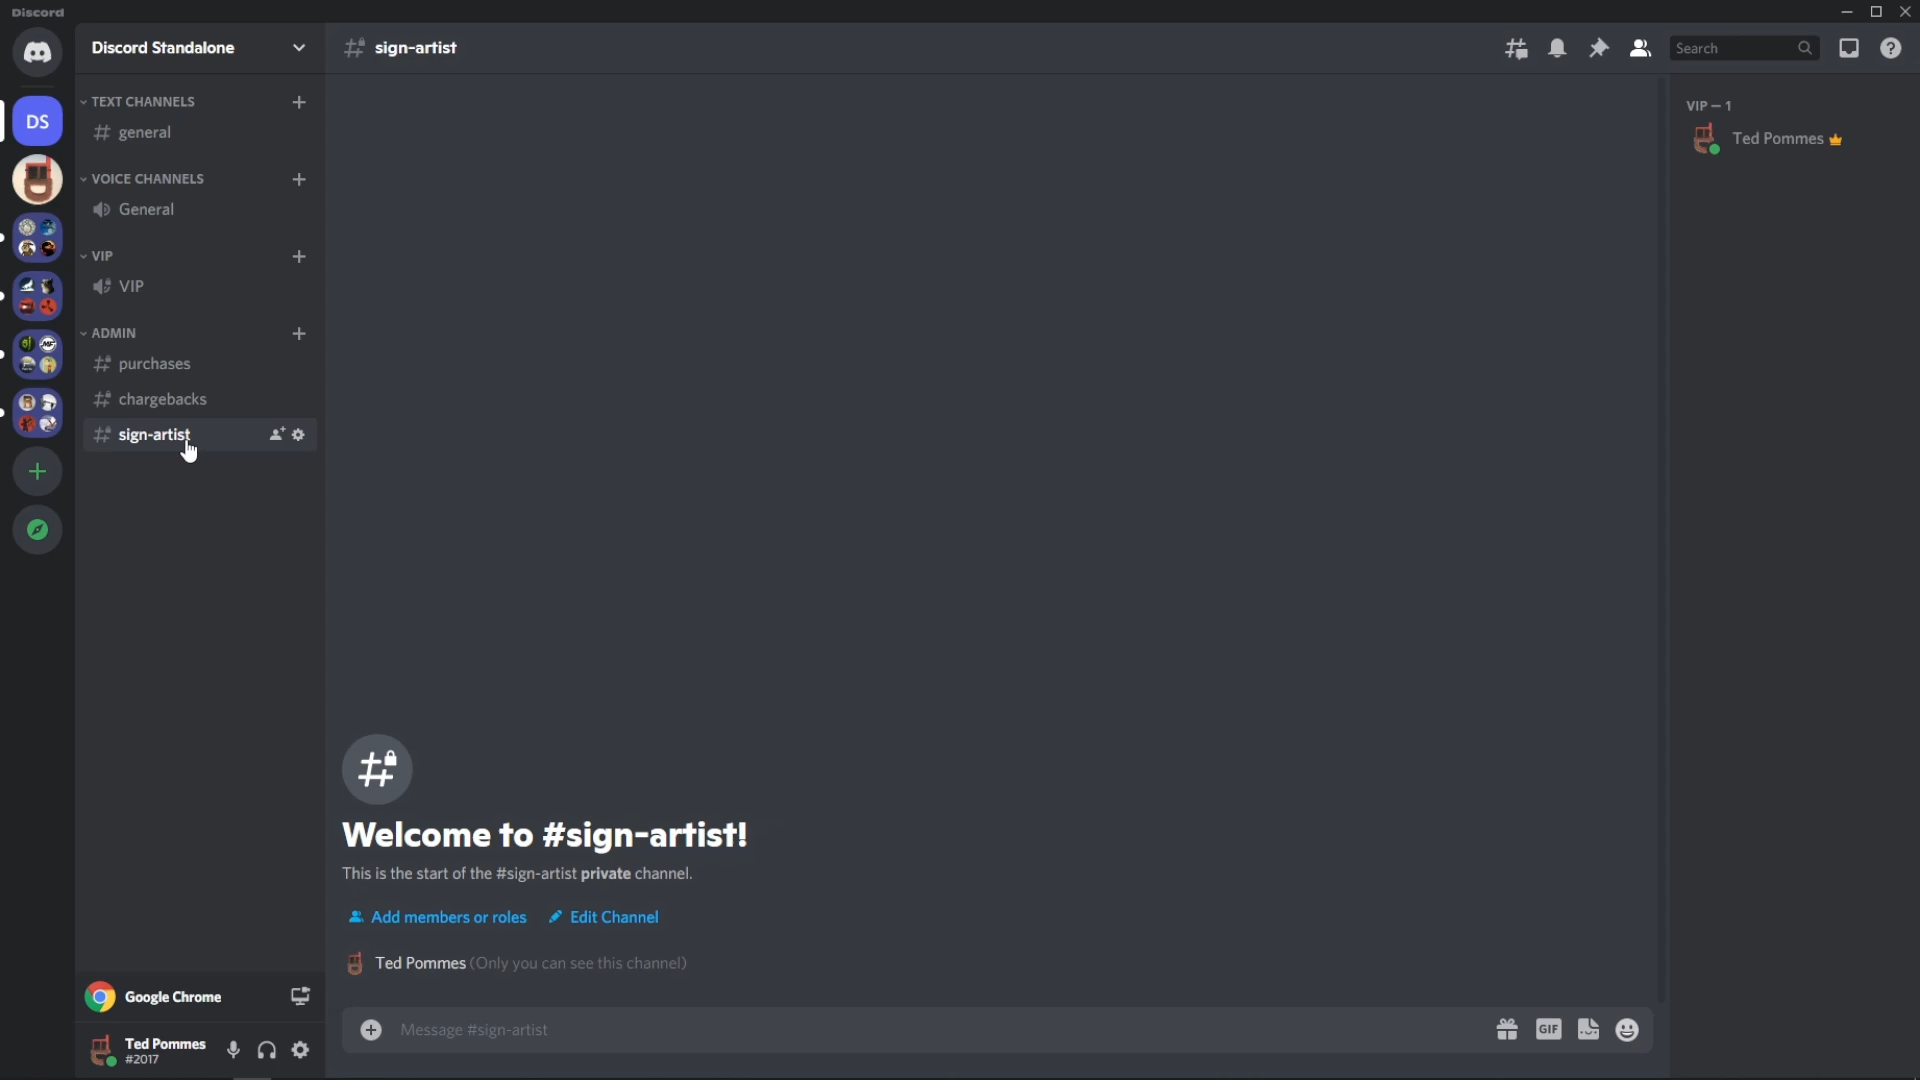 Discord
Discord Standalone
sign-artist
Search
DS
TEXT CHANNELS
general
VOICE CHANNELS
General
VIP
VIP
ADMIN
purchases
chargebacks
sign-artist
VIP — 1
Ted Pommes
Welcome to #sign-artist!
This is the start of the #sign-artist private channel.
Add members or roles Edit Channel
Ted Pommes (Only you can see this channel)
Google Chrome
Ted Pommes
#2017
Message #sign-artist
GIF